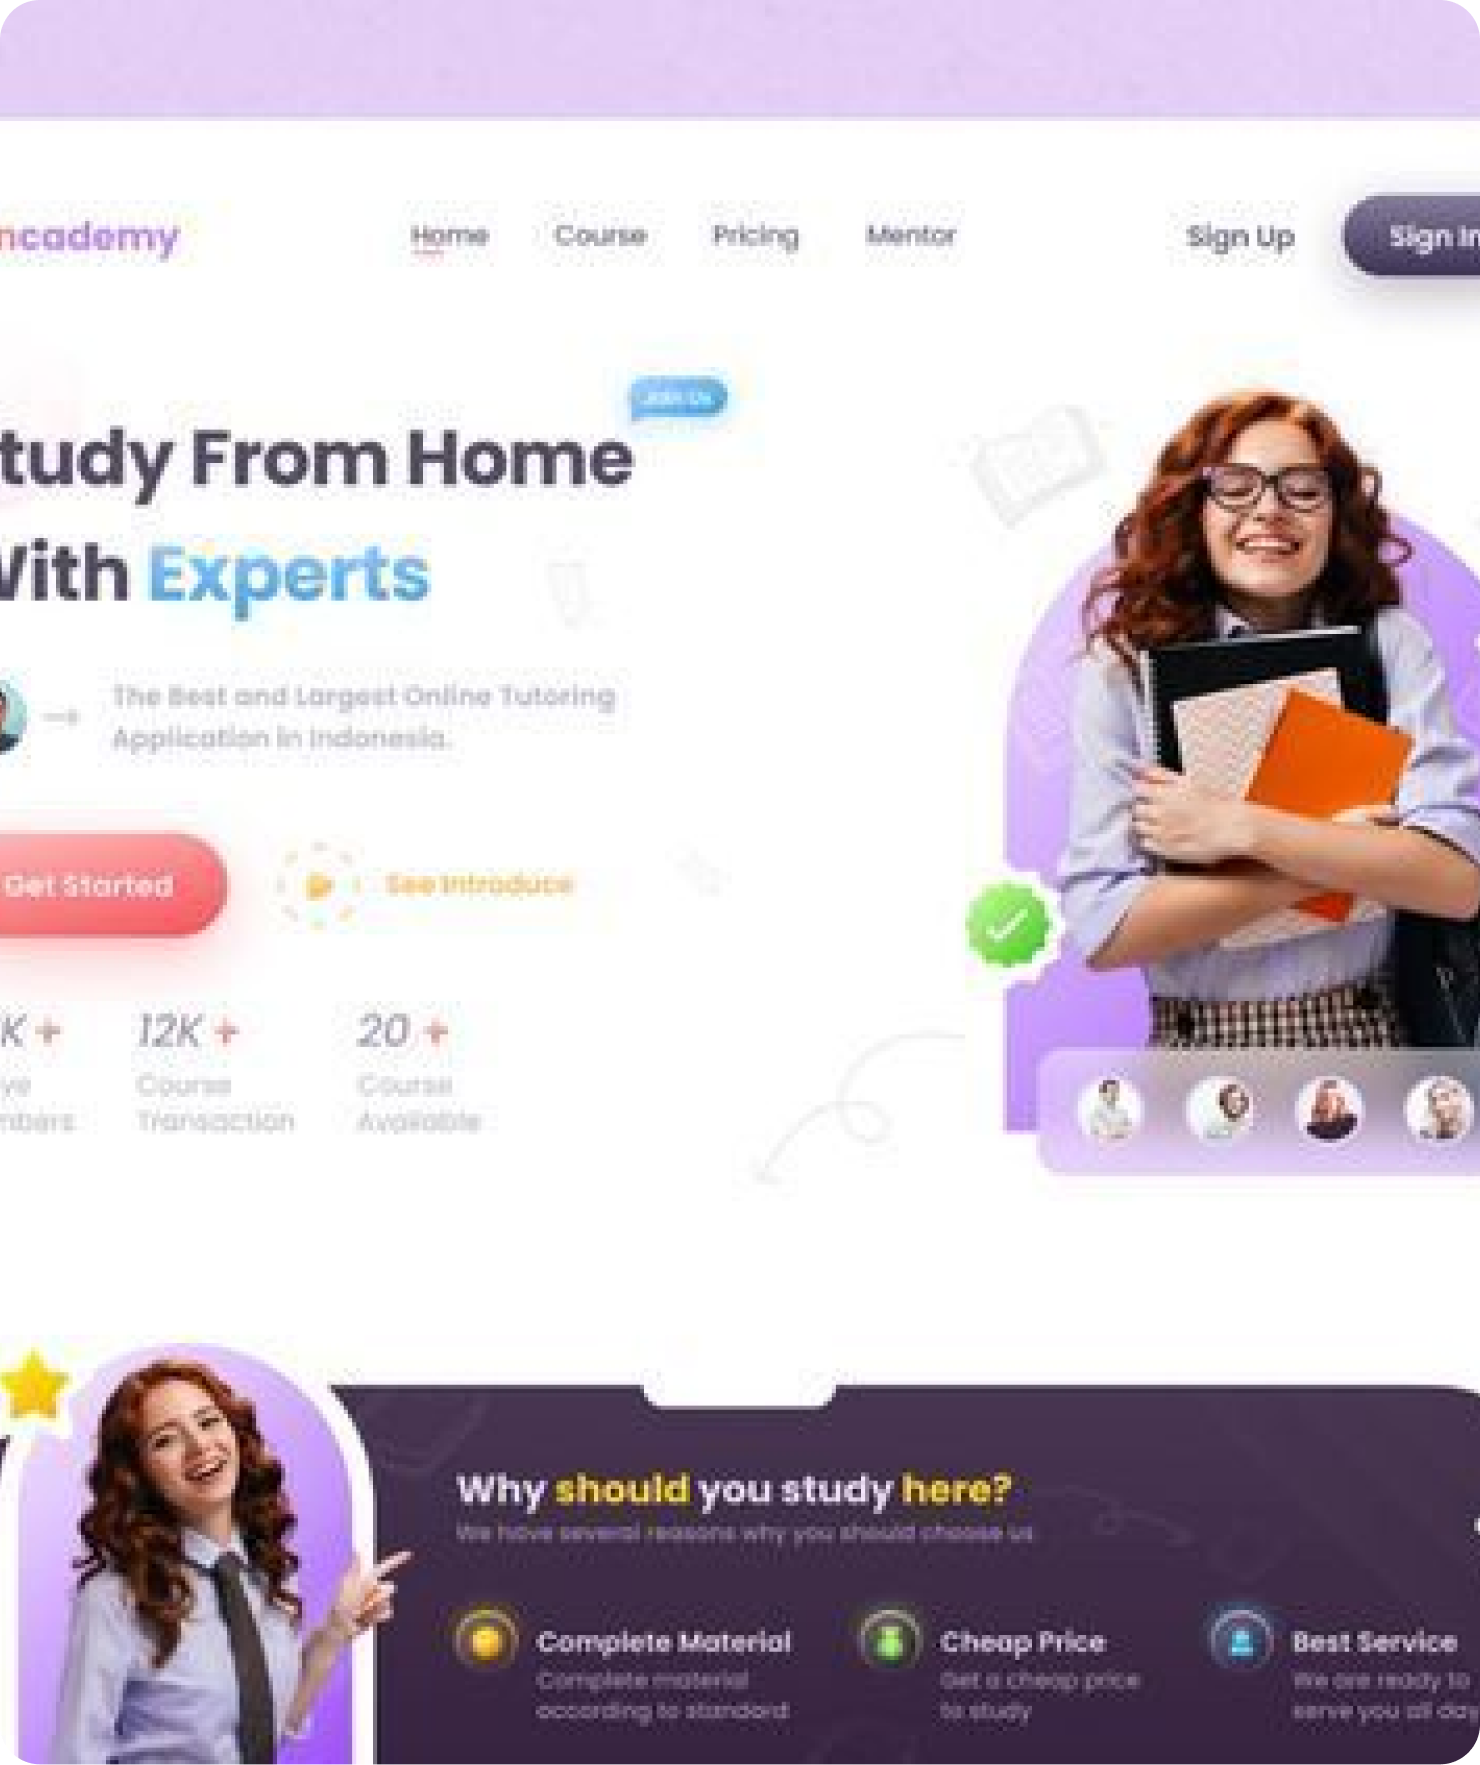 ncademy
Home Course Pricing Mentor
Sign Up Sign In
Join Us
tudy From Home
With Experts
The Best and Largest Online Tutoring
Application in Indonesia.
Get Started
See Introduce
K + 12K + 20 +
Course
Transaction
Course
Available
Why should you study here?
We have several reasons why you should choose us
Complete Material
Complete material
according to standard
Cheap Price
Get a cheap price
to study
Best Service
We are ready to
serve you all day